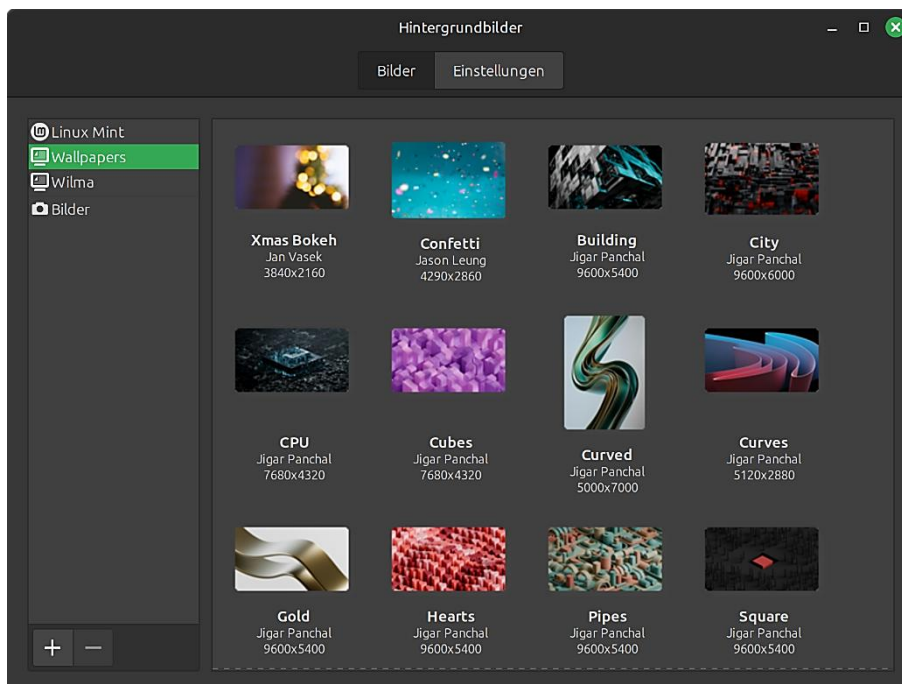 Hintergrundbilder
Bilder
Einstellungen
Linux Mint
Wallpapers
Wilma
Bilder
Xmas Bokeh
Jan Vasek
3840x2160
Confetti
Jason Leung
4290x2860
Building
Jigar Panchal
9600x5400
City
Jigar Panchal
9600x6000
CPU
Jigar Panchal
7680x4320
Cubes
Jigar Panchal
7680x4320
Curved
Jigar Panchal
5000x7000
Curves
Jigar Panchal
5120x2880
Gold
Jigar Panchal
9600x5400
Hearts
Jigar Panchal
9600x5400
Pipes
Jigar Panchal
9600x5400
Square
Jigar Panchal
9600x5400